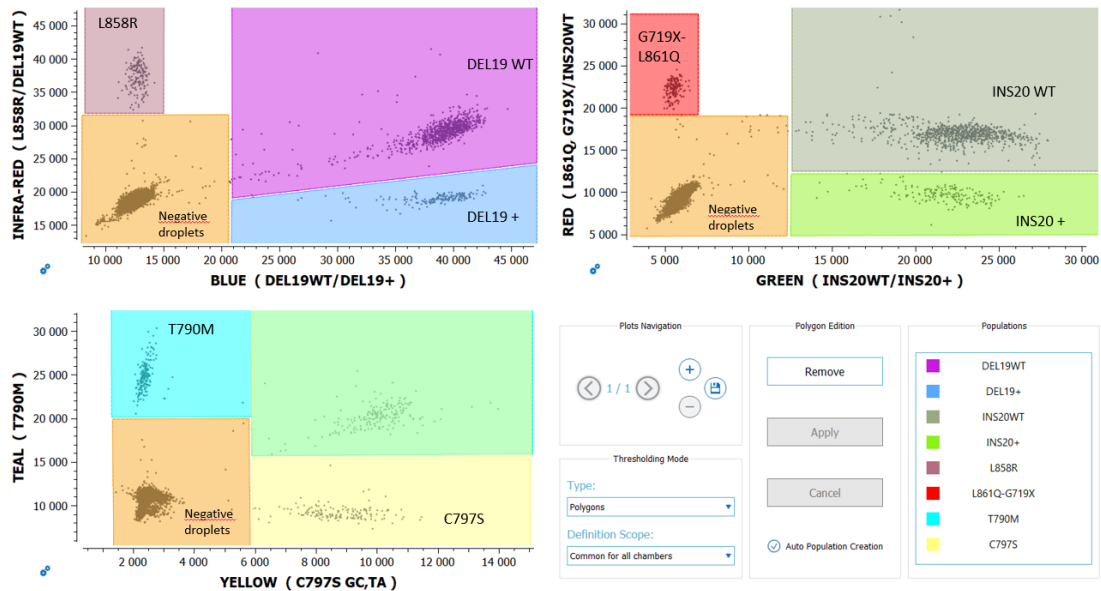 45 000
40 000
35 000
30 000
25 000
20 000
15 000
INFRA-RED ( L858R/DEL19WT)
L858R
DEL19 WT
Negative
droplets
DEL19 +
10 000 15 000 20 000 25 000 30 000 35 000 40 000 45 000
BLUE ( DEL19WT/DEL19+ )
30 000
25 000
20 000
15 000
10 000
5 000
RED ( L861Q, G719X/INS20WT)
G719X-
L861Q
INS20 WT
Negative
droplets
INS20 +
5 000 10 000 15 000 20 000 25 000 30 000
GREEN ( INS20WT/INS20+ )
30 000
25 000
20 000
15 000
10 000
TEAL ( T790M)
T790M
Negative
droplets
C797S
2 000 4 000 6 000 8 000 10 000 12 000 14 000
YELLOW ( C797S GC,TA )
Plots Navigation
1 / 1
Thresholding Mode
Type:
Polygons
Definition Scope:
Common for all chambers
Polygon Edition
Remove
Apply
Cancel
Auto Population Creation
Populations
DEL19WT
DEL19+
INS20WT
INS20+
L858R
L861Q-G719X
T790M
C797S